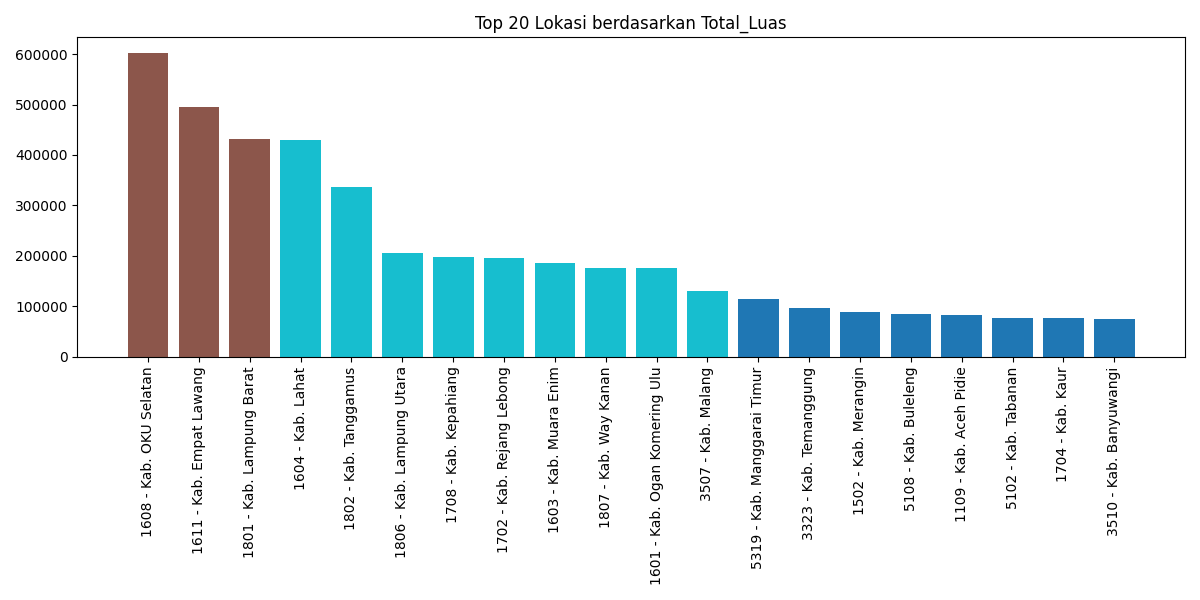 Top 20 Lokasi berdasarkan Total_Luas
600000
500000
400000
300000
200000
100000
0
1608 - Kab. OKU Selatan
1611 - Kab. Empat Lawang
1801 - Kab. Lampung Barat
1604 - Kab. Lahat
1802 - Kab. Tanggamus
1806 - Kab. Lampung Utara
1708 - Kab. Kepahiang
1702 - Kab. Rejang Lebong
1603 - Kab. Muara Enim
1807 - Kab. Way Kanan
1601 - Kab. Ogan Komering Ulu
3507 - Kab. Malang
5319 - Kab. Manggarai Timur
3323 - Kab. Temanggung
1502 - Kab. Merangin
5108 - Kab. Buleleng
1109 - Kab. Aceh Pidie
5102 - Kab. Tabanan
1704 - Kab. Kaur
3510 - Kab. Banyuwangi